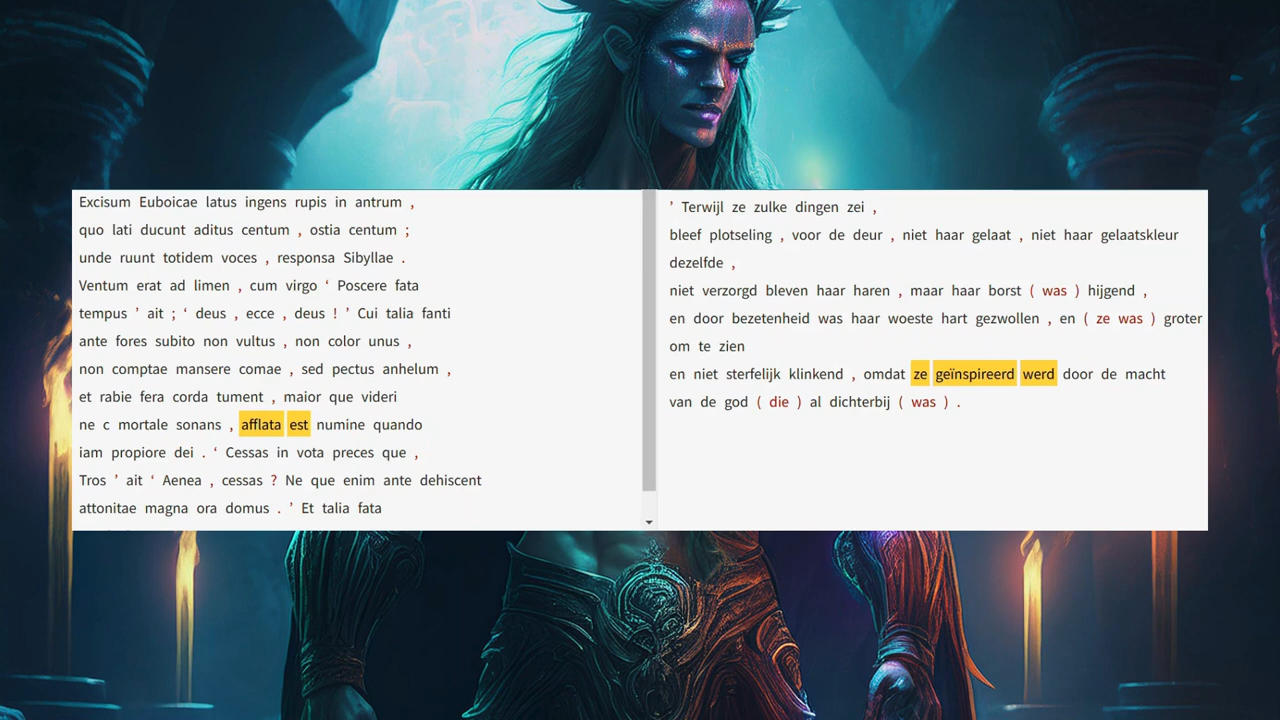 Excisum Euboicae latus ingens rupis in antrum ,
quo lati ducunt aditus centum , ostia centum ;
unde ruunt totidem voces , responsa Sibyllae .
Ventum erat ad limen , cum virgo ‘ Poscere fata
tempus ’ ait ; ‘ deus , ecce , deus ! ’ Cui talia fanti
ante fores subito non vultus , non color unus ,
non comptae mansere comae , sed pectus anhelum ,
et rabie fera corda tument , maior que videri
ne c mortale sonans , afflata est numine quando
iam propiore dei . ‘ Cessas in vota preces que ,
Tros ’ ait ‘ Aenea , cessas ? Ne que enim ante dehiscent
attonitae magna ora domus . ’ Et talia fata
’ Terwijl ze zulke dingen zei ,
bleef plotseling , voor de deur , niet haar gelaat , niet haar gelaatskleur
dezelfde ,
niet verzorgd bleven haar haren , maar haar borst ( was ) hijgend ,
en door bezetenheid was haar woeste hart gezwollen , en ( ze was ) groter
om te zien
en niet sterfelijk klinkend , omdat ze geïnspireerd werd door de macht
van de god ( die ) al dichterbij ( was ) .